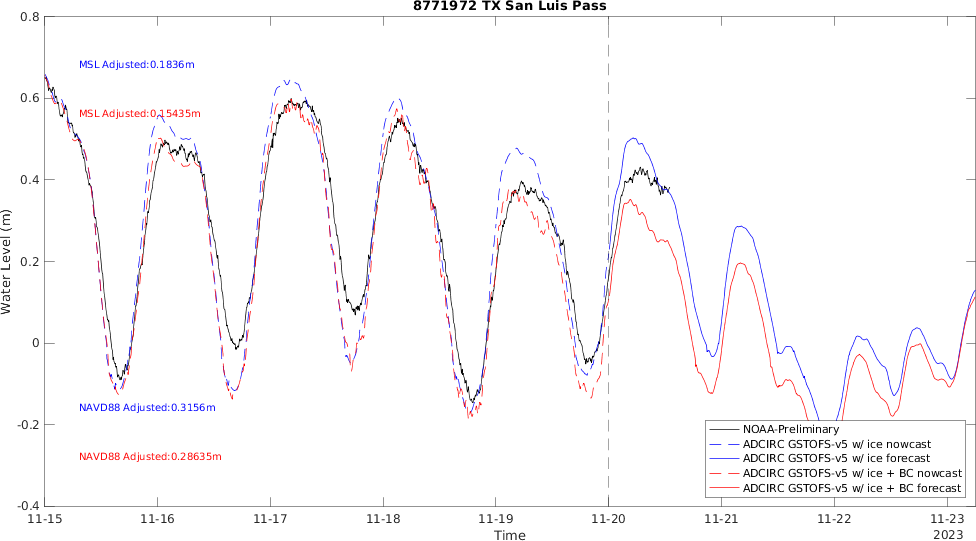 8771972 TX San Luis Pass
0.8
0.6
0.4
0.2
0
-0.2
-0.4
Water Level (m)
MSL Adjusted:0.1836m
MSL Adjusted:0.15435m
NAVD88 Adjusted:0.3156m
NAVD88 Adjusted:0.28635m
NOAA-Preliminary
ADCIRC GSTOFS-v5 w/ ice nowcast
ADCIRC GSTOFS-v5 w/ ice forecast
ADCIRC GSTOFS-v5 w/ ice + BC nowcast
ADCIRC GSTOFS-v5 w/ ice + BC forecast
11-15 11-16 11-17 11-18 11-19 11-20 11-21 11-22 11-23
Time
2023